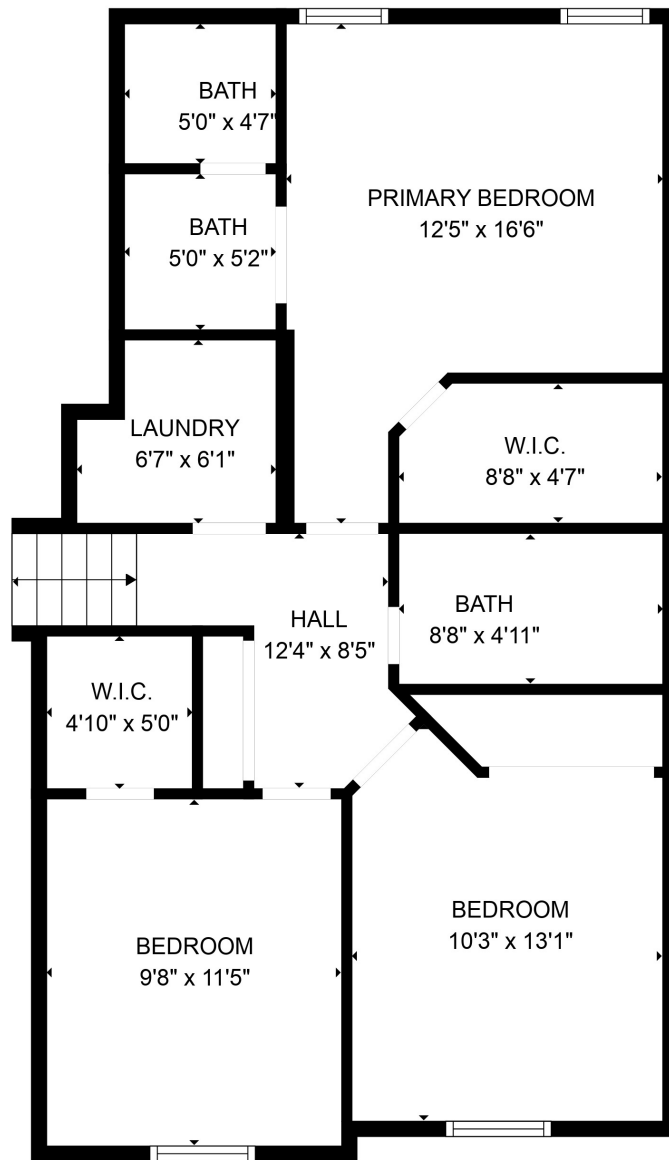 BATH
5'0" x 4'7"
PRIMARY BEDROOM
12'5" x 16'6"
BATH
5'0" x 5'2"
LAUNDRY
6'7" x 6'1"
W.I.C.
8'8" x 4'7"
HALL
12'4" x 8'5"
BATH
8'8" x 4'11"
W.I.C.
4'10" x 5'0"
BEDROOM
9'8" x 11'5"
BEDROOM
10'3" x 13'1"